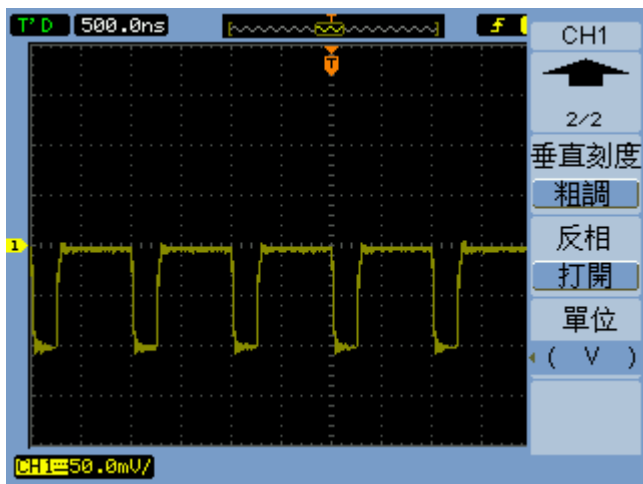 T'D 500.0ns
T
T
CH1
2/2
垂直刻度
粗調
反相
打開
單位
( V )
1
CH1 50.0mV/